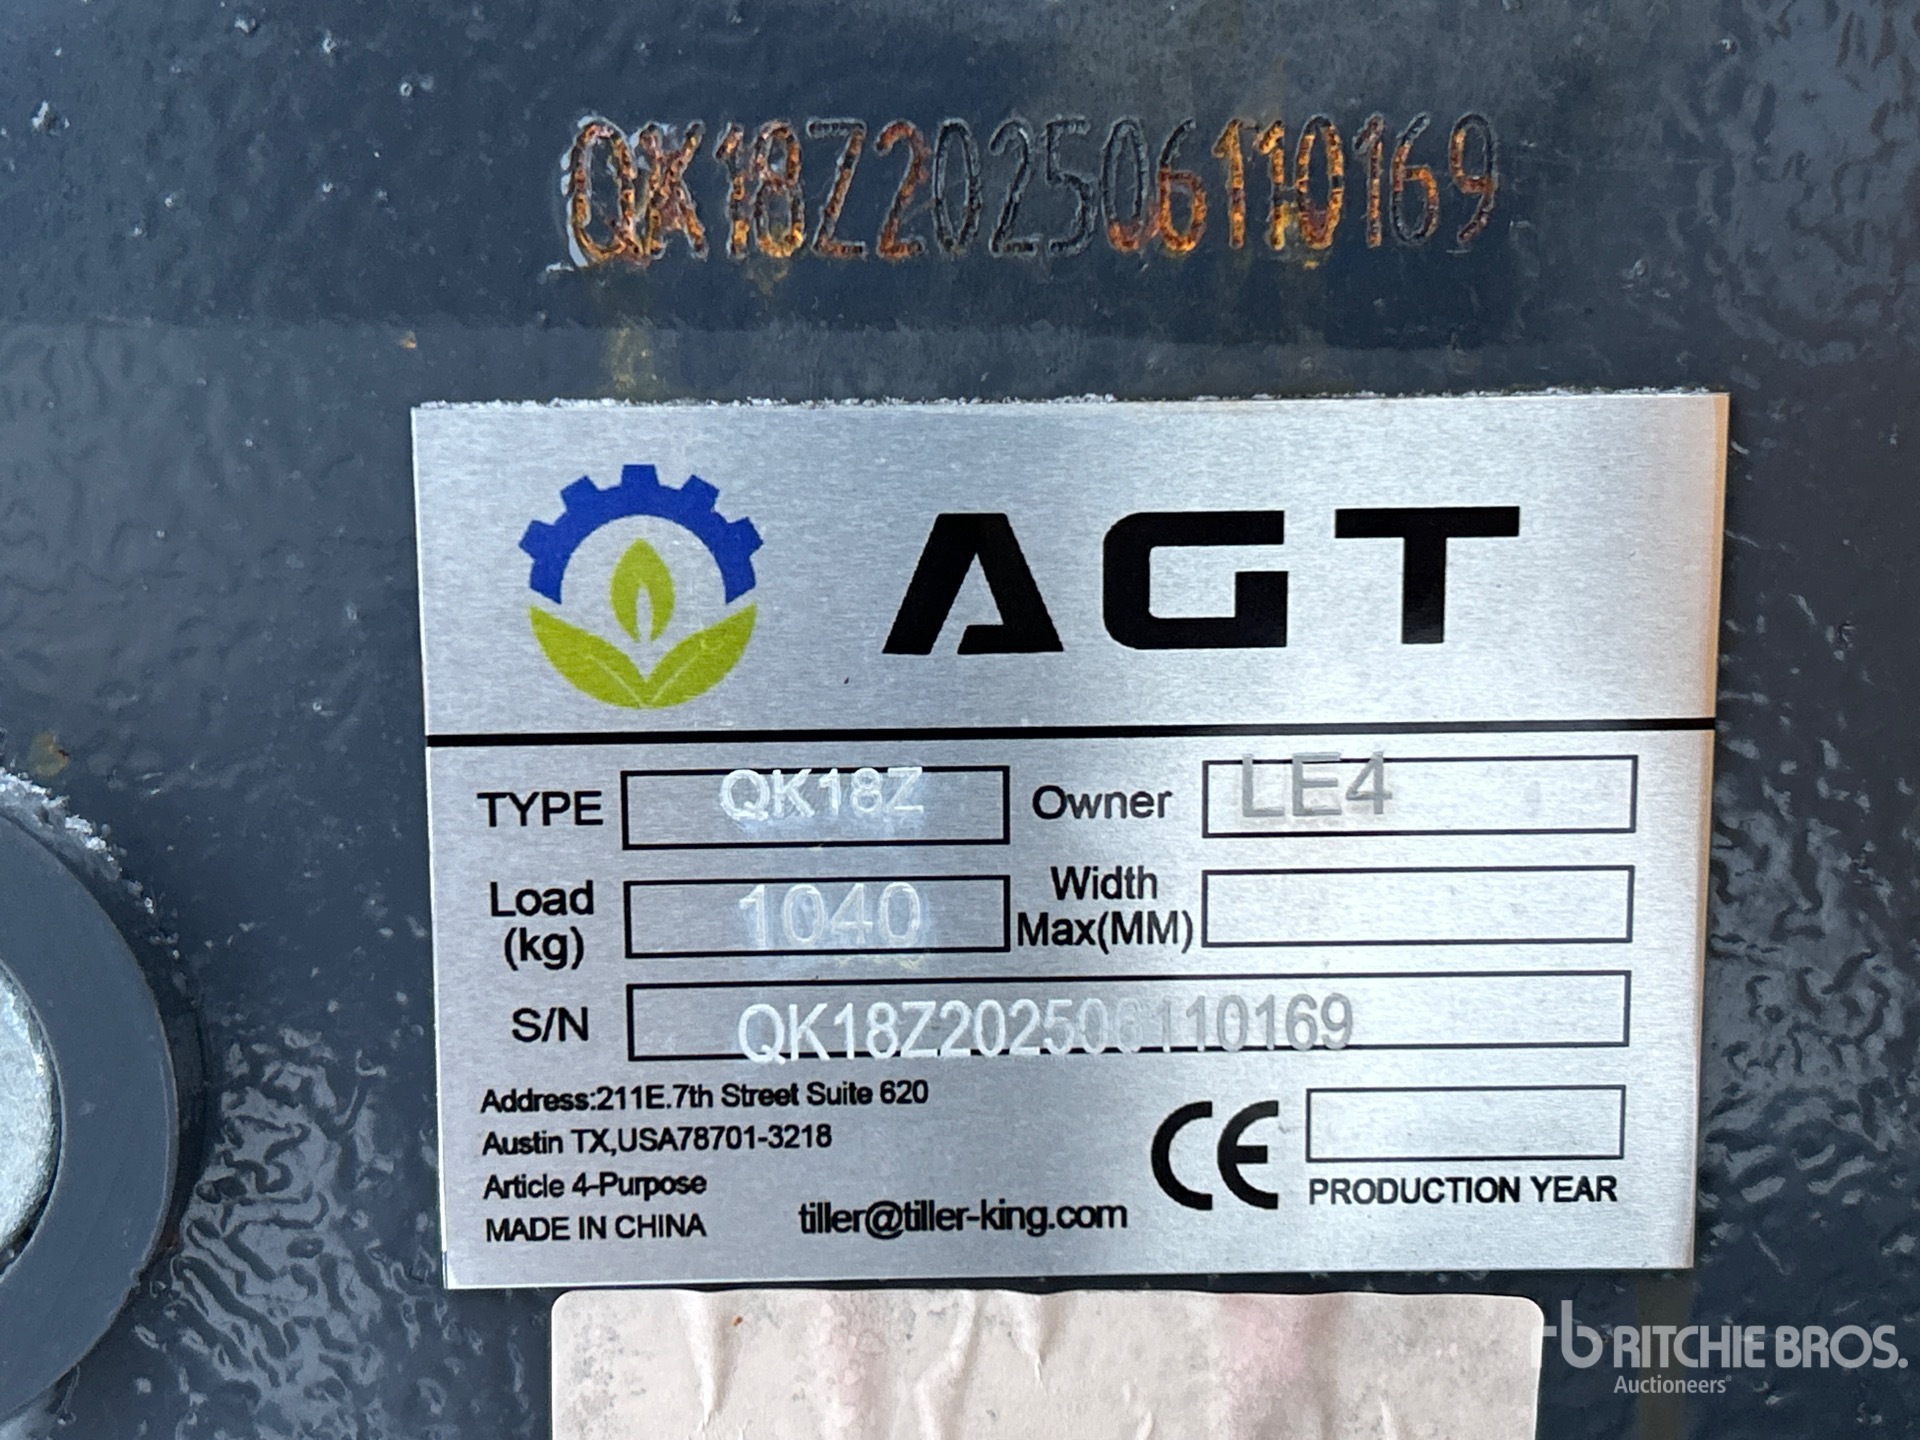 QK18Z202506110169
AGT
TYPE QK18Z Owner LE4
Load (kg) 1040 Width Max(MM)
S/N QK18Z202506110169
Address:211E.7th Street Suite 620
Austin TX,USA78701-3218
Article 4-Purpose
MADE IN CHINA
tiller@tiller-king.com
CE
PRODUCTION YEAR
rb RITCHIE BROS.
Auctioneers